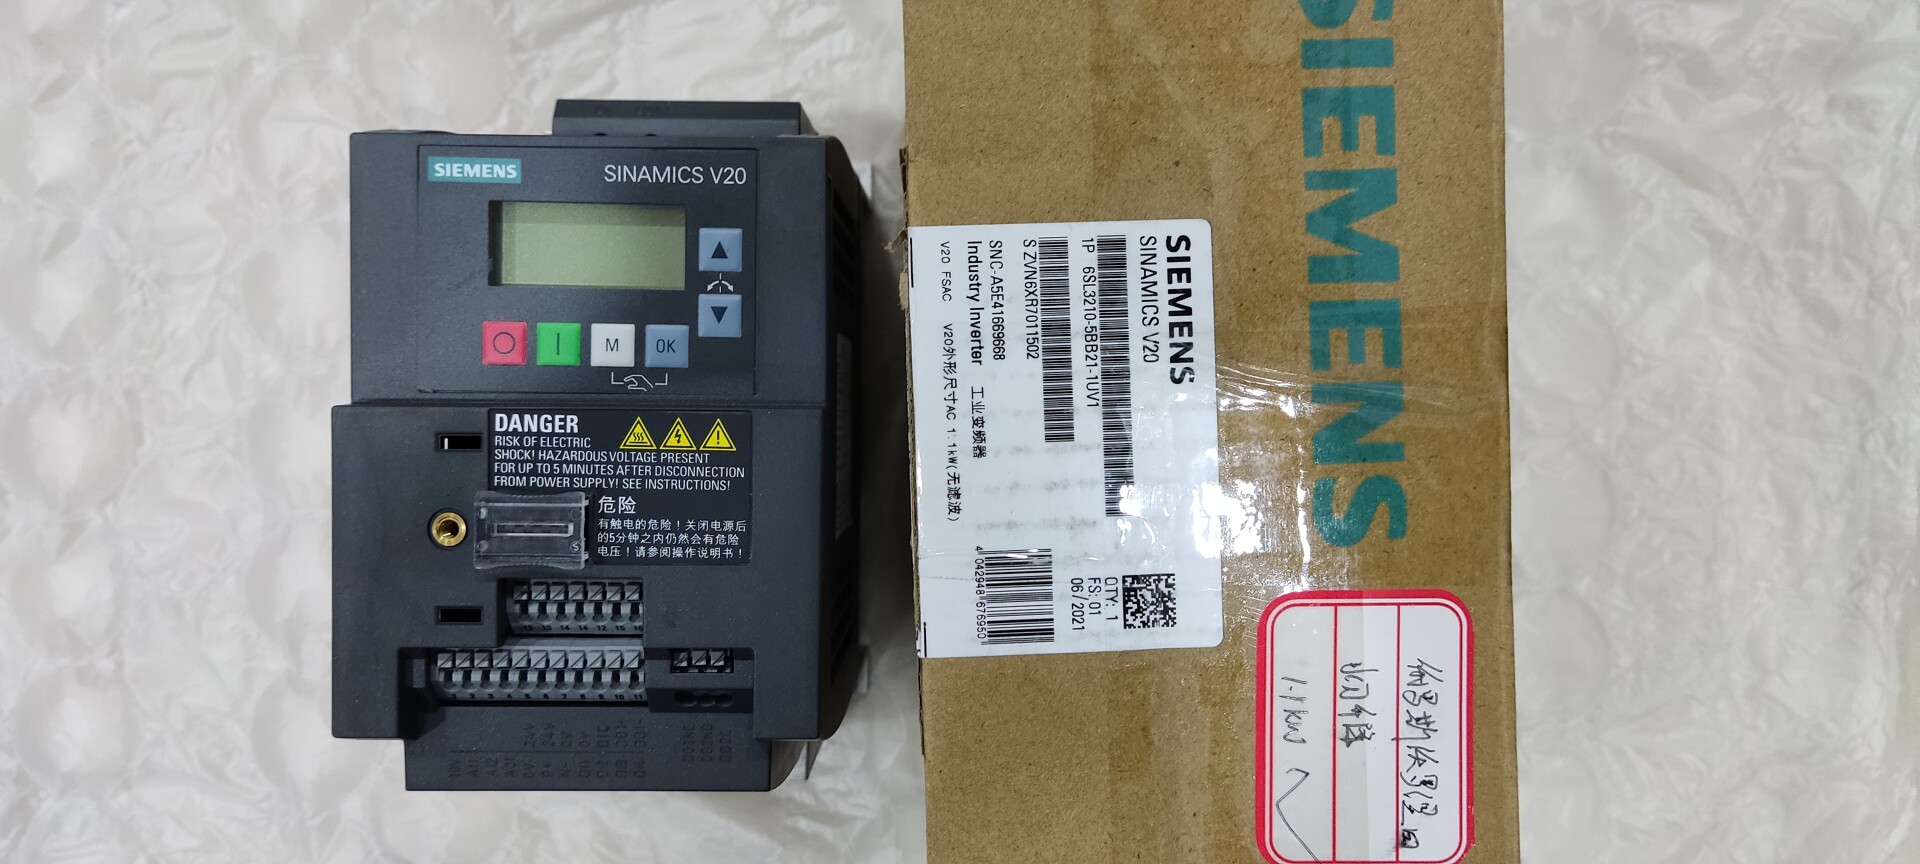 SIEMENS
SINAMICS V20
M
OK
DANGER
RISK OF ELECTRIC
SHOCK! HAZARDOUS VOLTAGE PRESENT
FOR UP TO 5 MINUTES AFTER DISCONNECTION
FROM POWER SUPPLY! SEE INSTRUCTIONS!
危险
有触电的危险！关闭电源后
的5分钟之内仍然会有危险
电压！请参阅操作说明书！
SIEMENS
SINAMICS V20
1P 6SL3210-5BB21-1UV1
S ZVN6XR7011502
SNC-A5E41669668
Industry Inverter 工业变频器
V20 FSAC V20外形尺寸AC 1.1kW(无滤波)
QTY: 1
FS: 01
06/2021
4 042948 676950
SIEMENS
SIEMENS
1.1kW